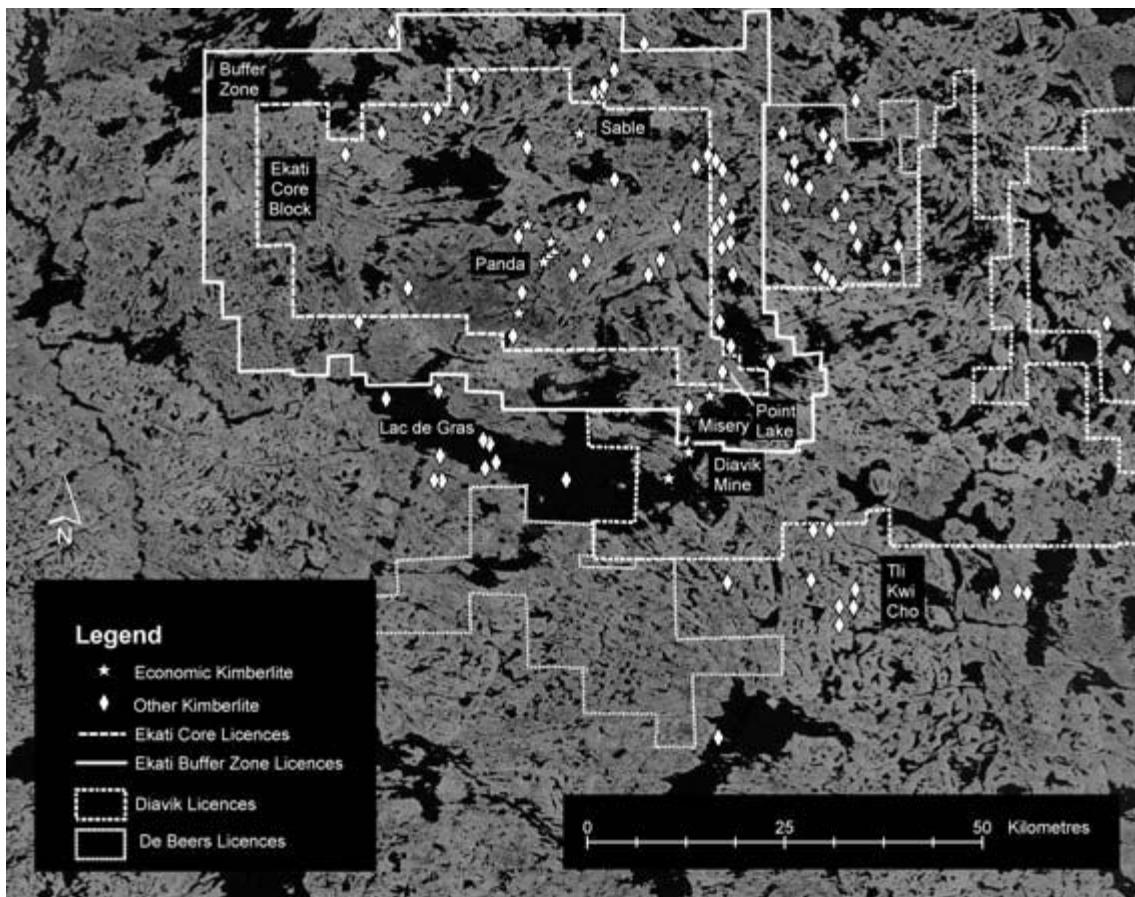 Buffer
Zone
Sable
Ekati
Core
Block
Panda
Point
Lake
Misery
Lac de Gras
Diavik
Mine
N
Tli
Kwi
Cho
Legend
Economic Kimberlite
Other Kimberlite
Ekati Core Licences
Ekati Buffer Zone Licences
Diavik Licences
De Beers Licences
0 25 50 Kilometres